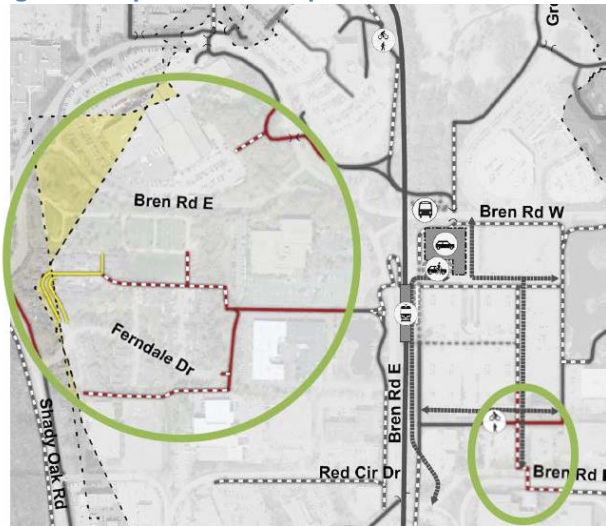 Bren Rd E
Bren Rd W
Ferndale Dr
Bren Rd E
Shady Oak Rd
Red Cir Dr
Bren Rd